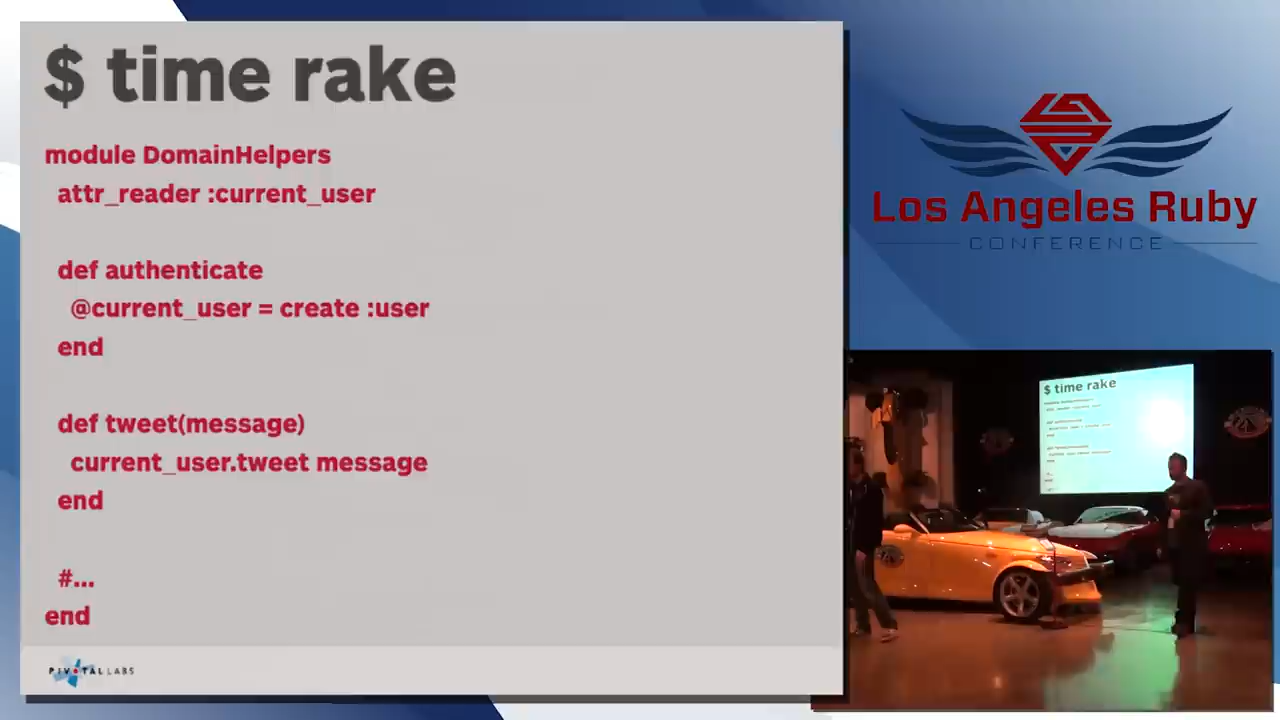 $ time rake
module DomainHelpers
attr_reader :current_user
def authenticate
@current_user = create :user
end
def tweet(message)
current_user.tweet message
end
#...
end
PIVOTAL LABS
Los Angeles Ruby
CONFERENCE
$ time rake